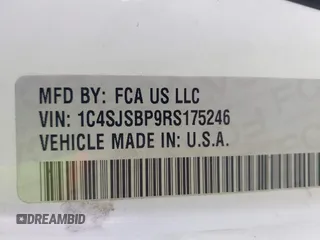 MFD BY: FCA US LLC
VIN: 1C4SJSBP9RS175246
VEHICLE MADE IN: U.S.A.
DREAMBID